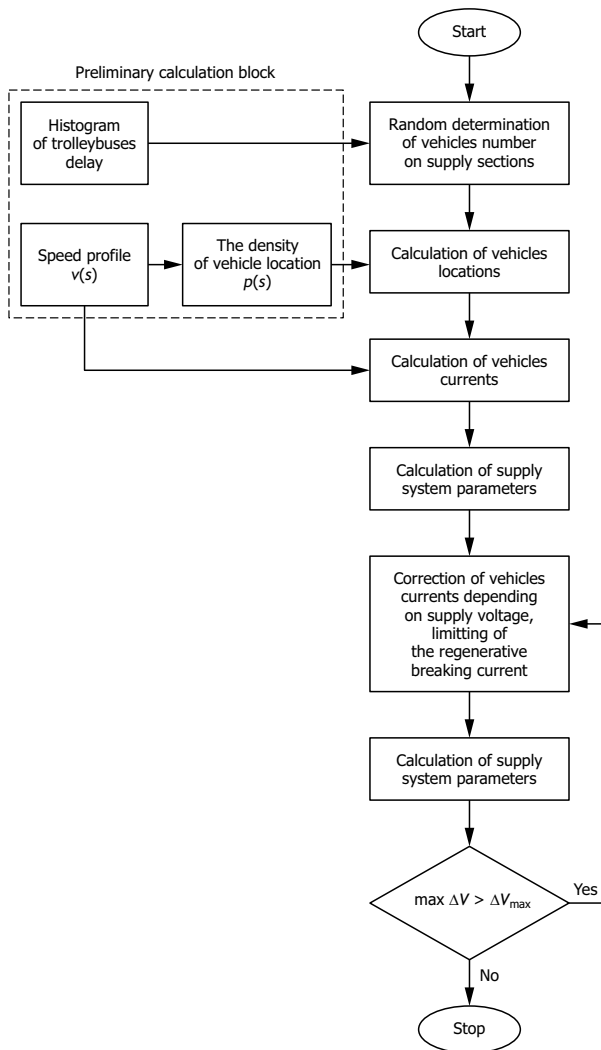 Start
Preliminary calculation block
Histogram
of trolleybuses
delay
Random determination
of vehicles number
on supply sections
Speed profile
v(s)
The density
of vehicle location
p(s)
Calculation of vehicles
locations
Calculation of vehicles
currents
Calculation of supply
system parameters
Correction of vehicles
currents depending
on supply voltage,
limitting of
the regenerative
breaking current
Calculation of supply
system parameters
max ΔV > ΔVmax
Yes
No
Stop